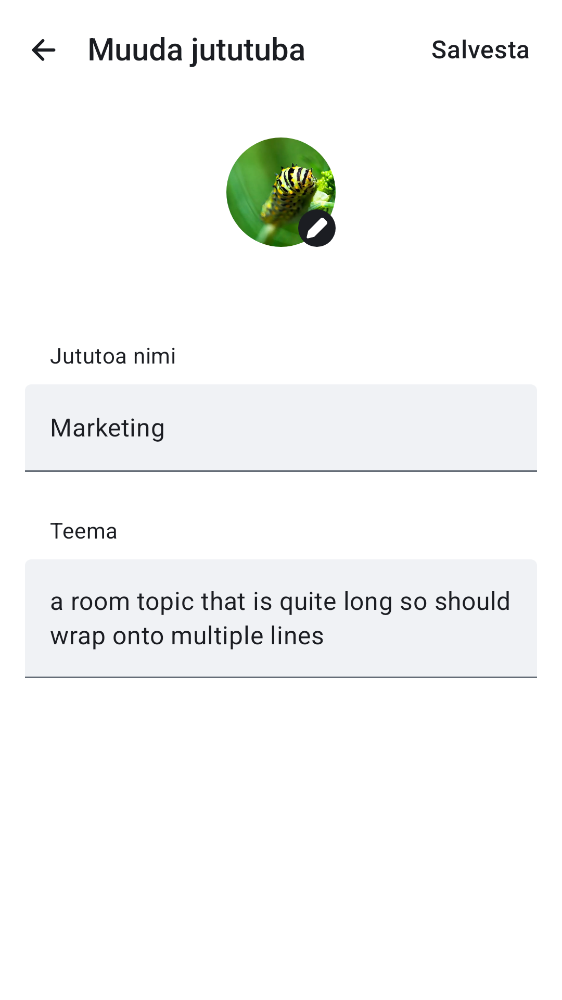 Muuda jututuba
Salvesta
Jututoa nimi
Marketing
Teema
a room topic that is quite long so should
wrap onto multiple lines